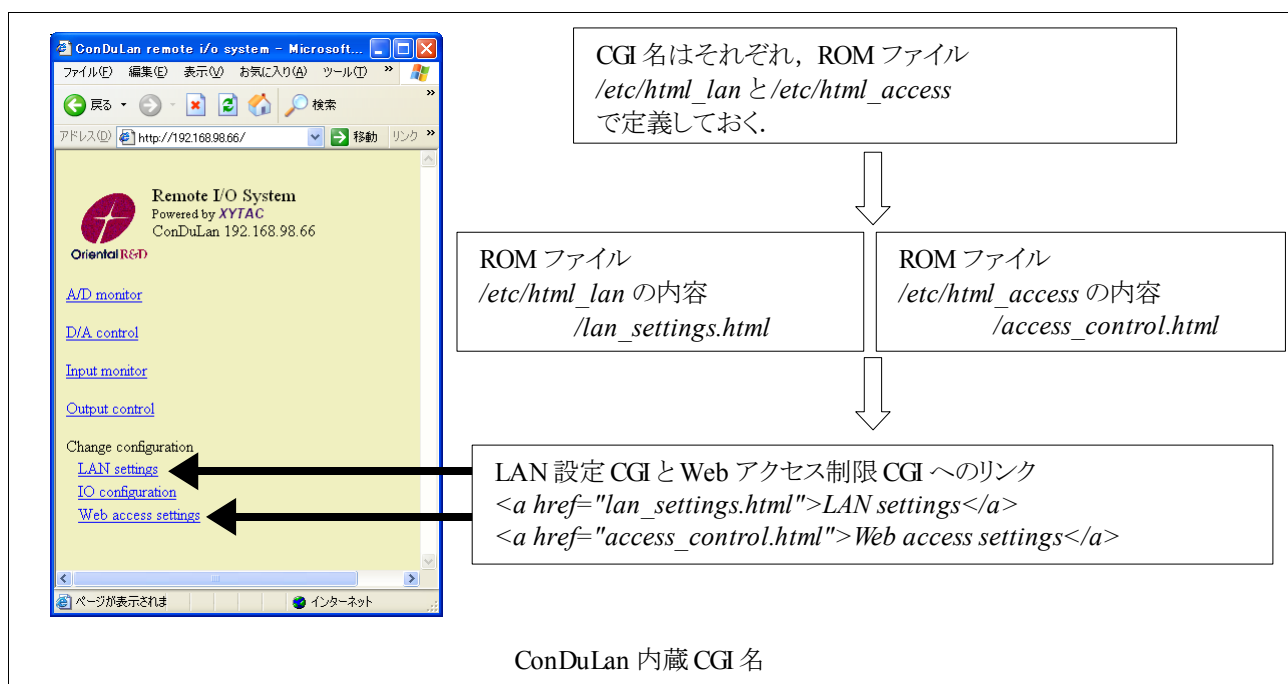 ConDuLan remote i/o system - Microsoft...
ファイル(F) 編集(E) 表示(V) お気に入り(A) ツール(T) »
戻る 検索 »
アドレス(D) http://192.168.98.66/ 移動 リンク »
Remote I/O System
Powered by XYTAC
ConDuLan 192.168.98.66
Oriental R&D
A/D monitor
D/A control
Input monitor
Output control
Change configuration
LAN settings
IO configuration
Web access settings
ページが表示されま インターネット
CGI 名はそれぞれ, ROM ファイル
/etc/html_lan と/etc/html_access
で定義しておく.
ROM ファイル
/etc/html_lan の内容
/lan_settings.html
ROM ファイル
/etc/html_access の内容
/access_control.html
LAN 設定 CGI と Web アクセス制限 CGI へのリンク
<a href="lan_settings.html">LAN settings</a>
<a href="access_control.html">Web access settings</a>
ConDuLan 内蔵 CGI 名